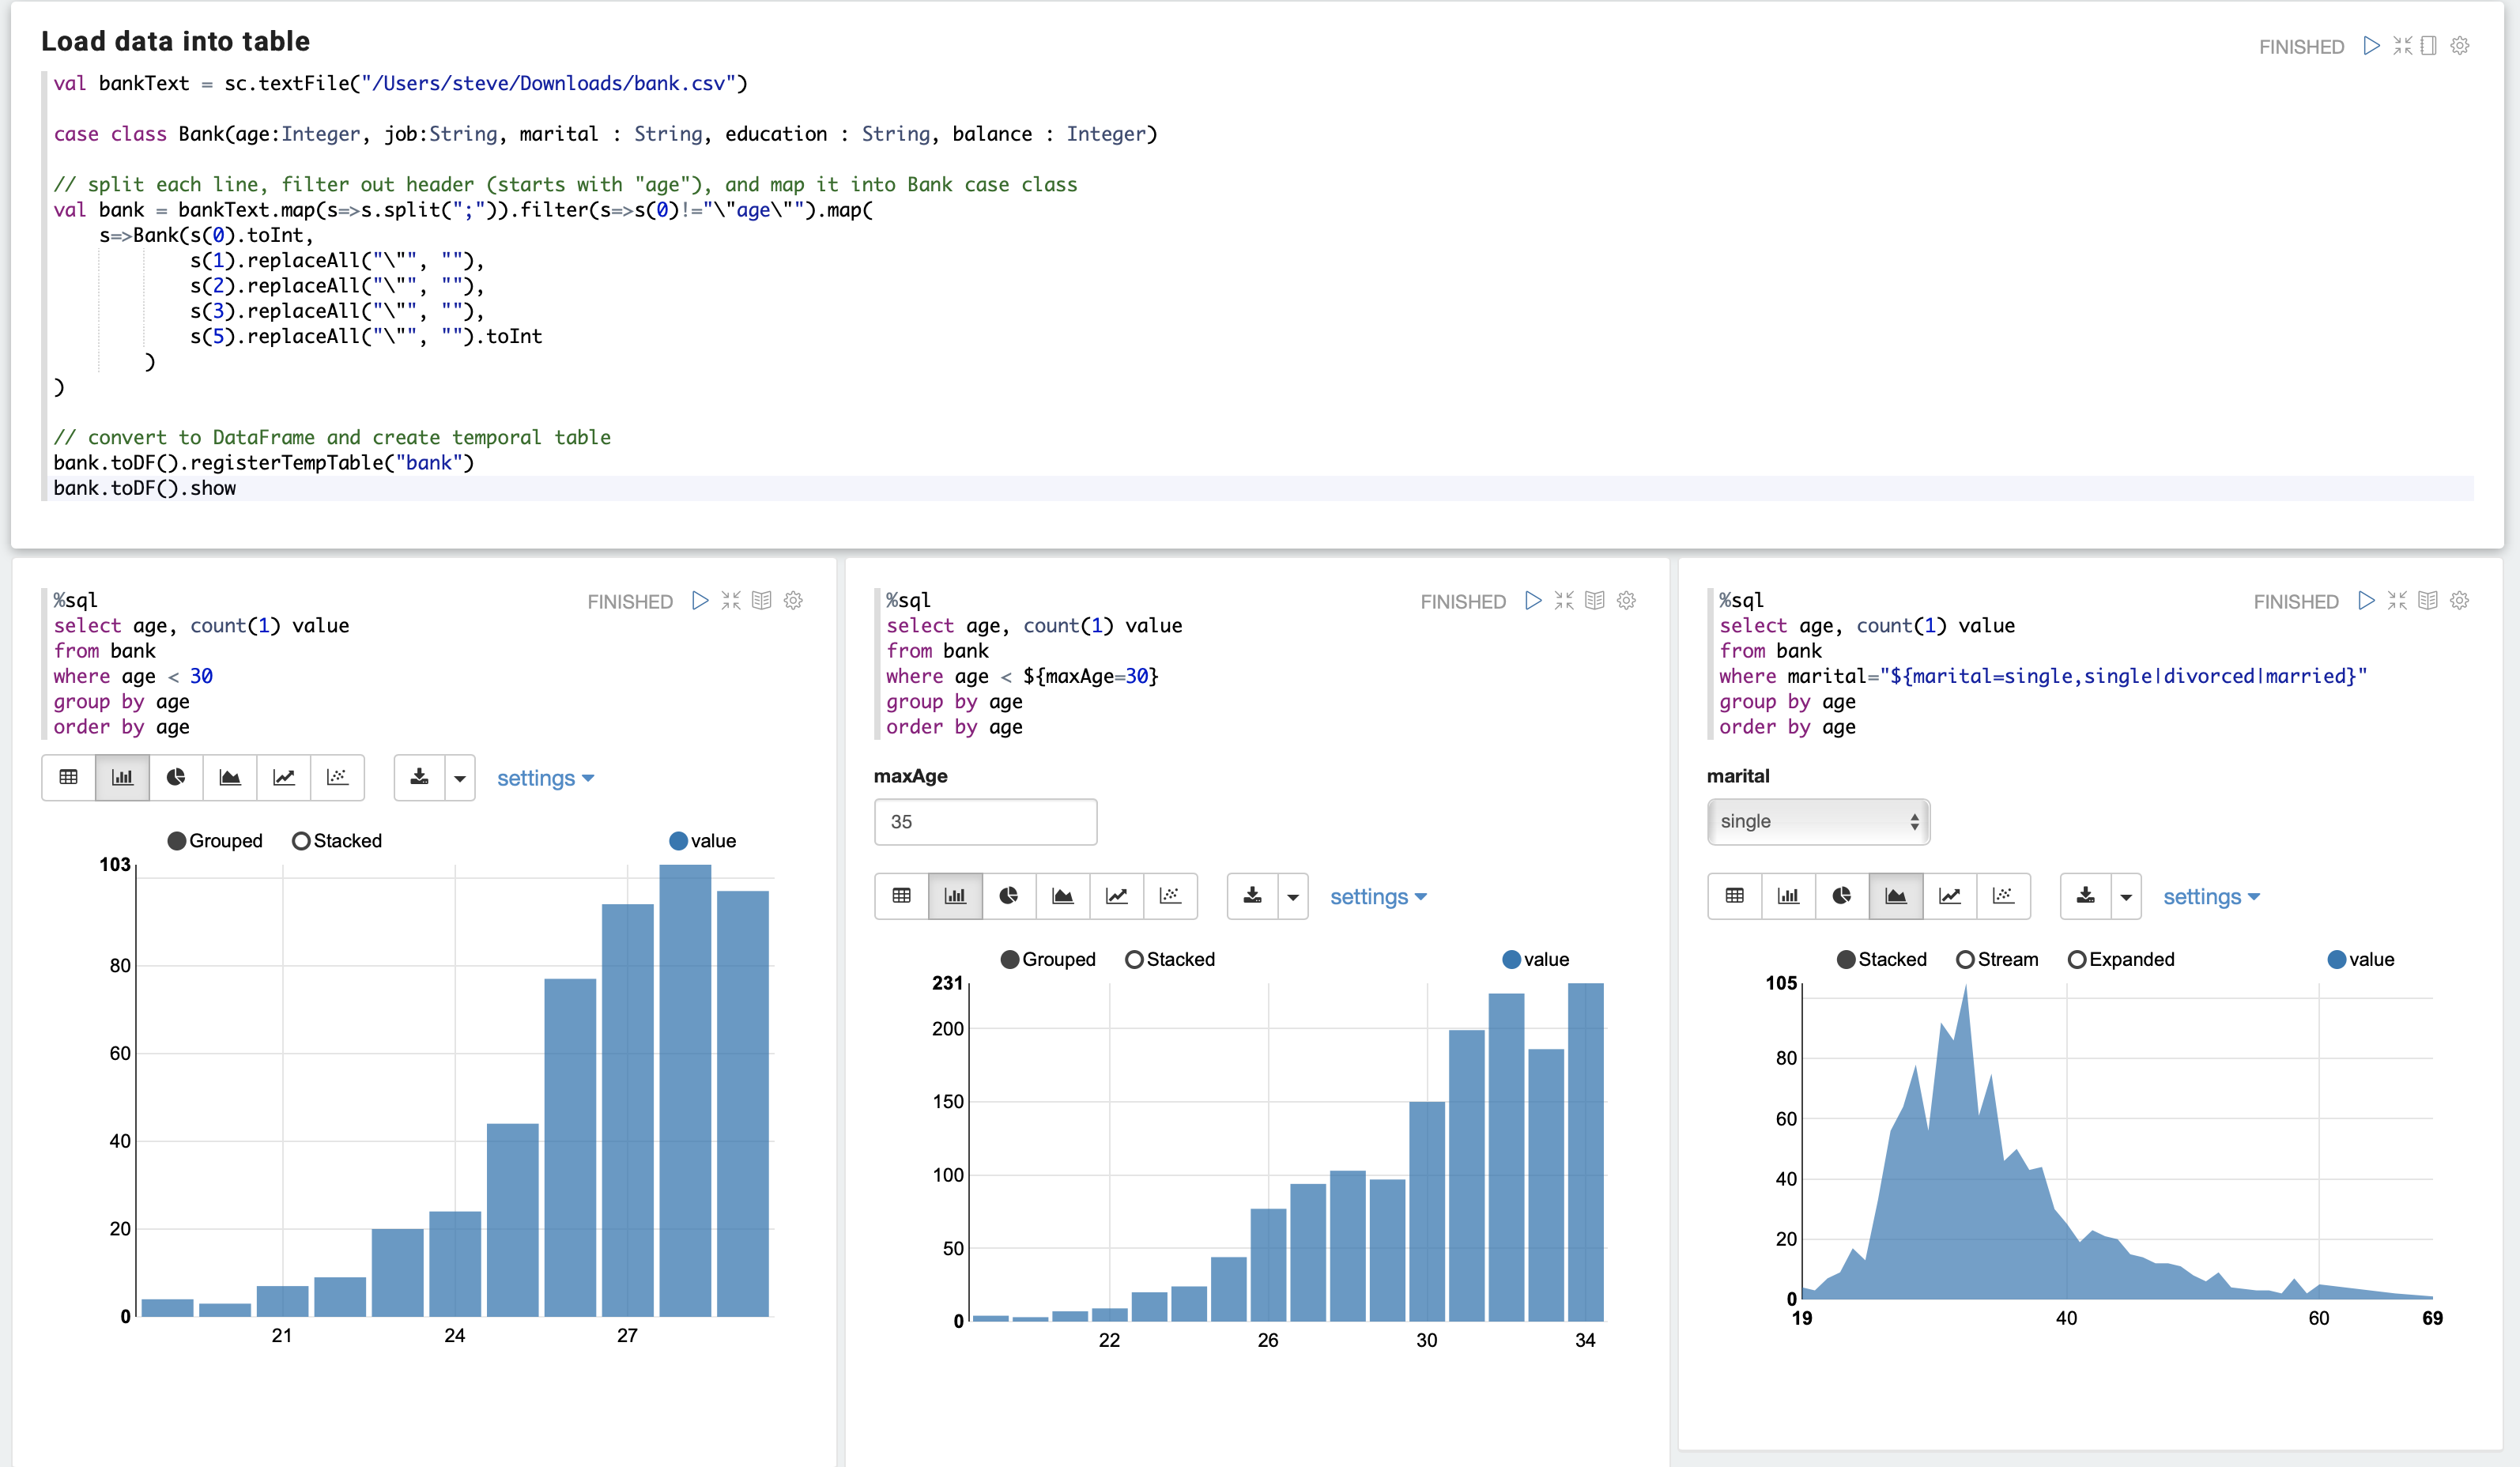 Load data into table
FINISHED
val bankText = sc.textFile("/Users/steve/Downloads/bank.csv")
case class Bank(age:Integer, job:String, marital : String, education : String, balance : Integer)
// split each line, filter out header (starts with "age"), and map it into Bank case class
val bank = bankText.map(s=>s.split(";")).filter(s=>s(0)!="\"age\"").map(
s=>Bank(s(0).toInt,
s(1).replaceAll("\"", ""),
s(2).replaceAll("\"", ""),
s(3).replaceAll("\"", ""),
s(5).replaceAll("\"", "").toInt
)
)
// convert to DataFrame and create temporal table
bank.toDF().registerTempTable("bank")
bank.toDF().show
%sql
FINISHED
select age, count(1) value
from bank
where age < 30
group by age
order by age
settings
Grouped Stacked value
103
80
60
40
20
0
21 24 27
%sql
FINISHED
select age, count(1) value
from bank
where age < ${maxAge=30}
group by age
order by age
maxAge
35
settings
Grouped Stacked value
231
200
150
100
50
0
22 26 30 34
%sql
FINISHED
select age, count(1) value
from bank
where marital="${marital=single,single|divorced|married}"
group by age
order by age
marital
single
settings
Stacked Stream Expanded value
105
80
60
40
20
0
19 40 60 69